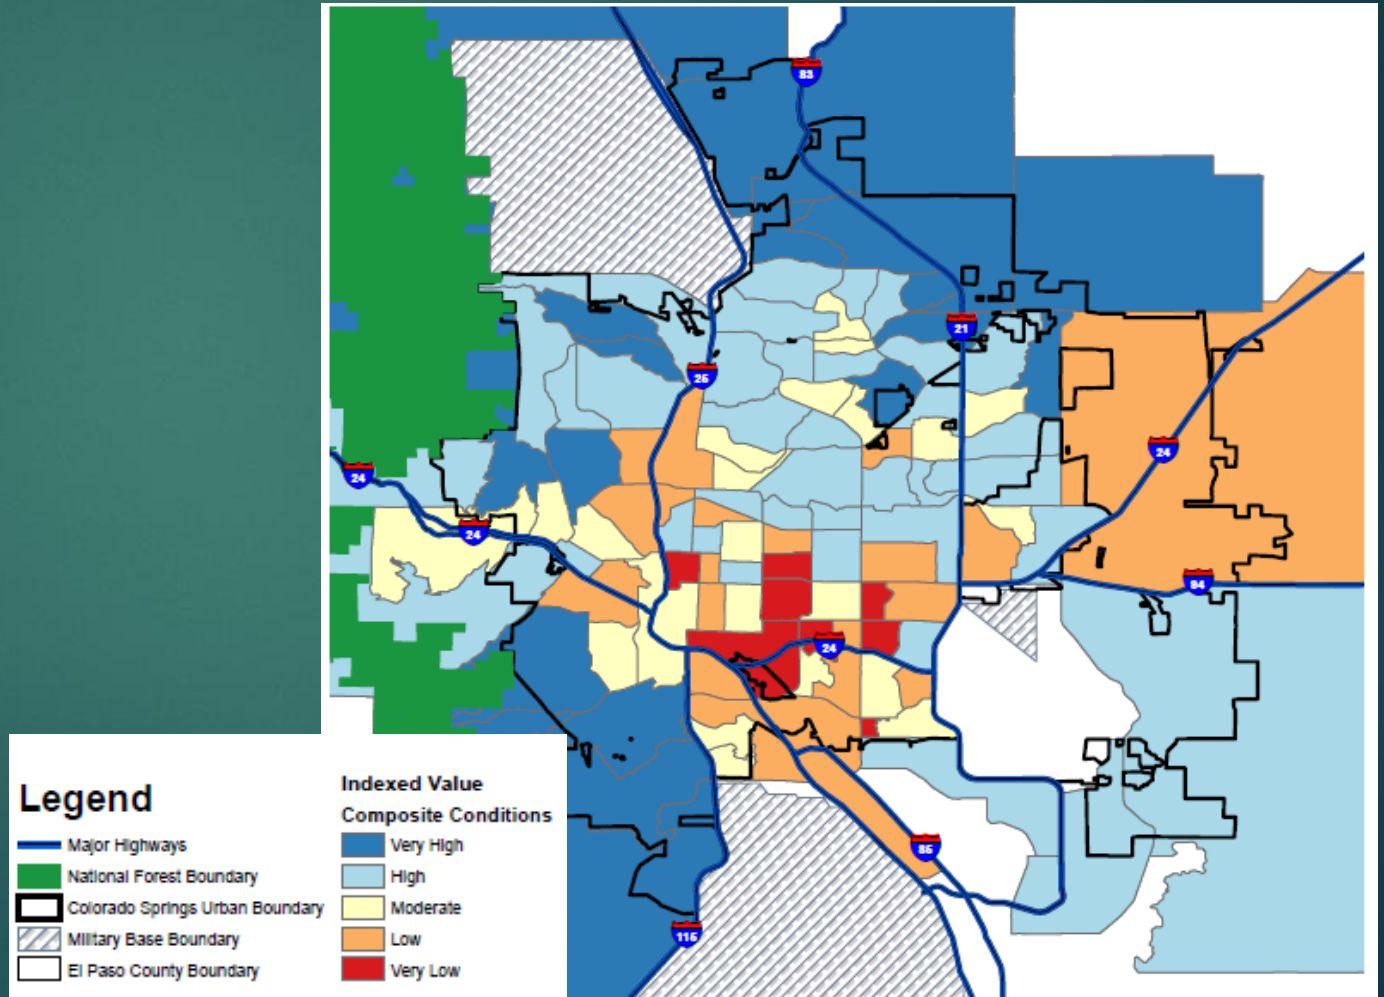 83
21
25
24
24
24
94
24
85
115
Legend
Major Highways
National Forest Boundary
Colorado Springs Urban Boundary
Military Base Boundary
El Paso County Boundary
Indexed Value
Composite Conditions
Very High
High
Moderate
Low
Very Low